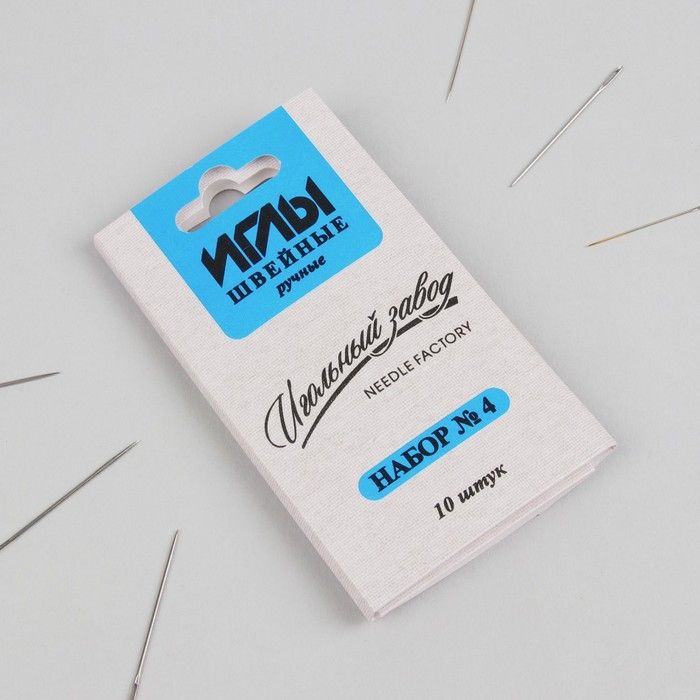 ИГЛЫ
ШВЕЙНЫЕ
ручные
Игольный завод
NEEDLE FACTORY
НАБОР № 4
10 штук